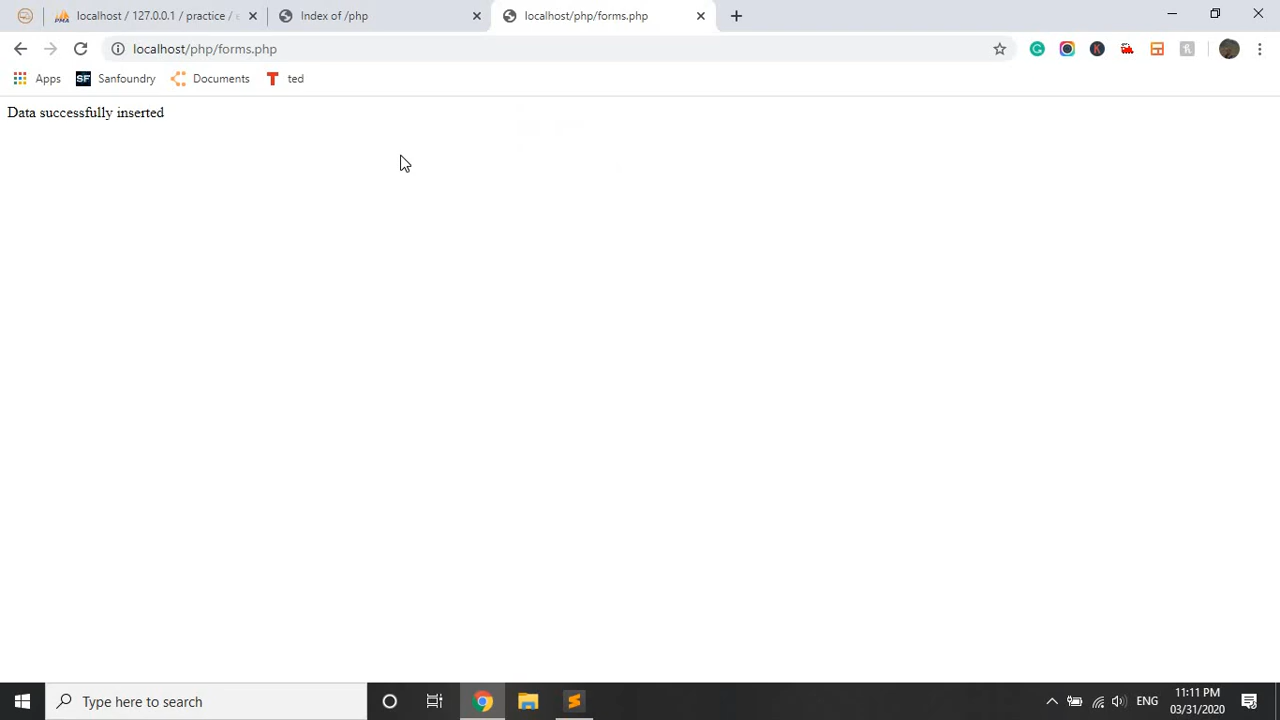 localhost / 127.0.0.1 / practice / e
Index of /php
localhost/php/forms.php
localhost/php/forms.php
Apps
SF Sanfoundry
Documents
T ted
Data successfully inserted
Type here to search
ENG
11:11 PM
03/31/2020